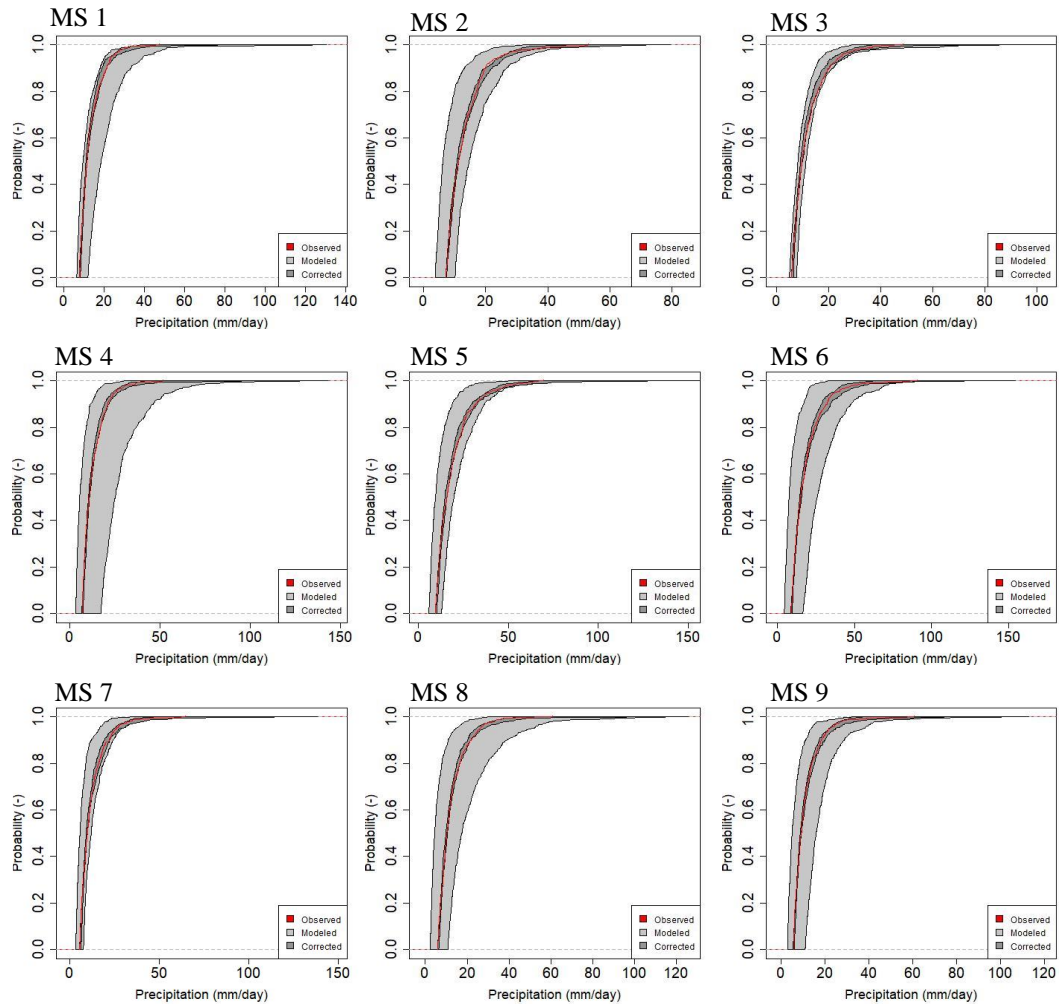 MS 1
MS 2
MS 3
Probability (-)
0.0 0.2 0.4 0.6 0.8 1.0
Observed
Modeled
Corrected
0 20 40 60 80 100 120 140
Precipitation (mm/day)
Probability (-)
0.0 0.2 0.4 0.6 0.8 1.0
Observed
Modeled
Corrected
0 20 40 60 80
Precipitation (mm/day)
Probability (-)
0.0 0.2 0.4 0.6 0.8 1.0
Observed
Modeled
Corrected
0 20 40 60 80 100
Precipitation (mm/day)
MS 4
MS 5
MS 6
Probability (-)
0.0 0.2 0.4 0.6 0.8 1.0
Observed
Modeled
Corrected
0 50 100 150
Precipitation (mm/day)
Probability (-)
0.0 0.2 0.4 0.6 0.8 1.0
Observed
Modeled
Corrected
0 50 100 150
Precipitation (mm/day)
Probability (-)
0.0 0.2 0.4 0.6 0.8 1.0
Observed
Modeled
Corrected
0 50 100 150
Precipitation (mm/day)
MS 7
MS 8
MS 9
Probability (-)
0.0 0.2 0.4 0.6 0.8 1.0
Observed
Modeled
Corrected
0 50 100 150
Precipitation (mm/day)
Probability (-)
0.0 0.2 0.4 0.6 0.8 1.0
Observed
Modeled
Corrected
0 20 40 60 80 100 120
Precipitation (mm/day)
Probability (-)
0.0 0.2 0.4 0.6 0.8 1.0
Observed
Modeled
Corrected
0 20 40 60 80 100 120
Precipitation (mm/day)